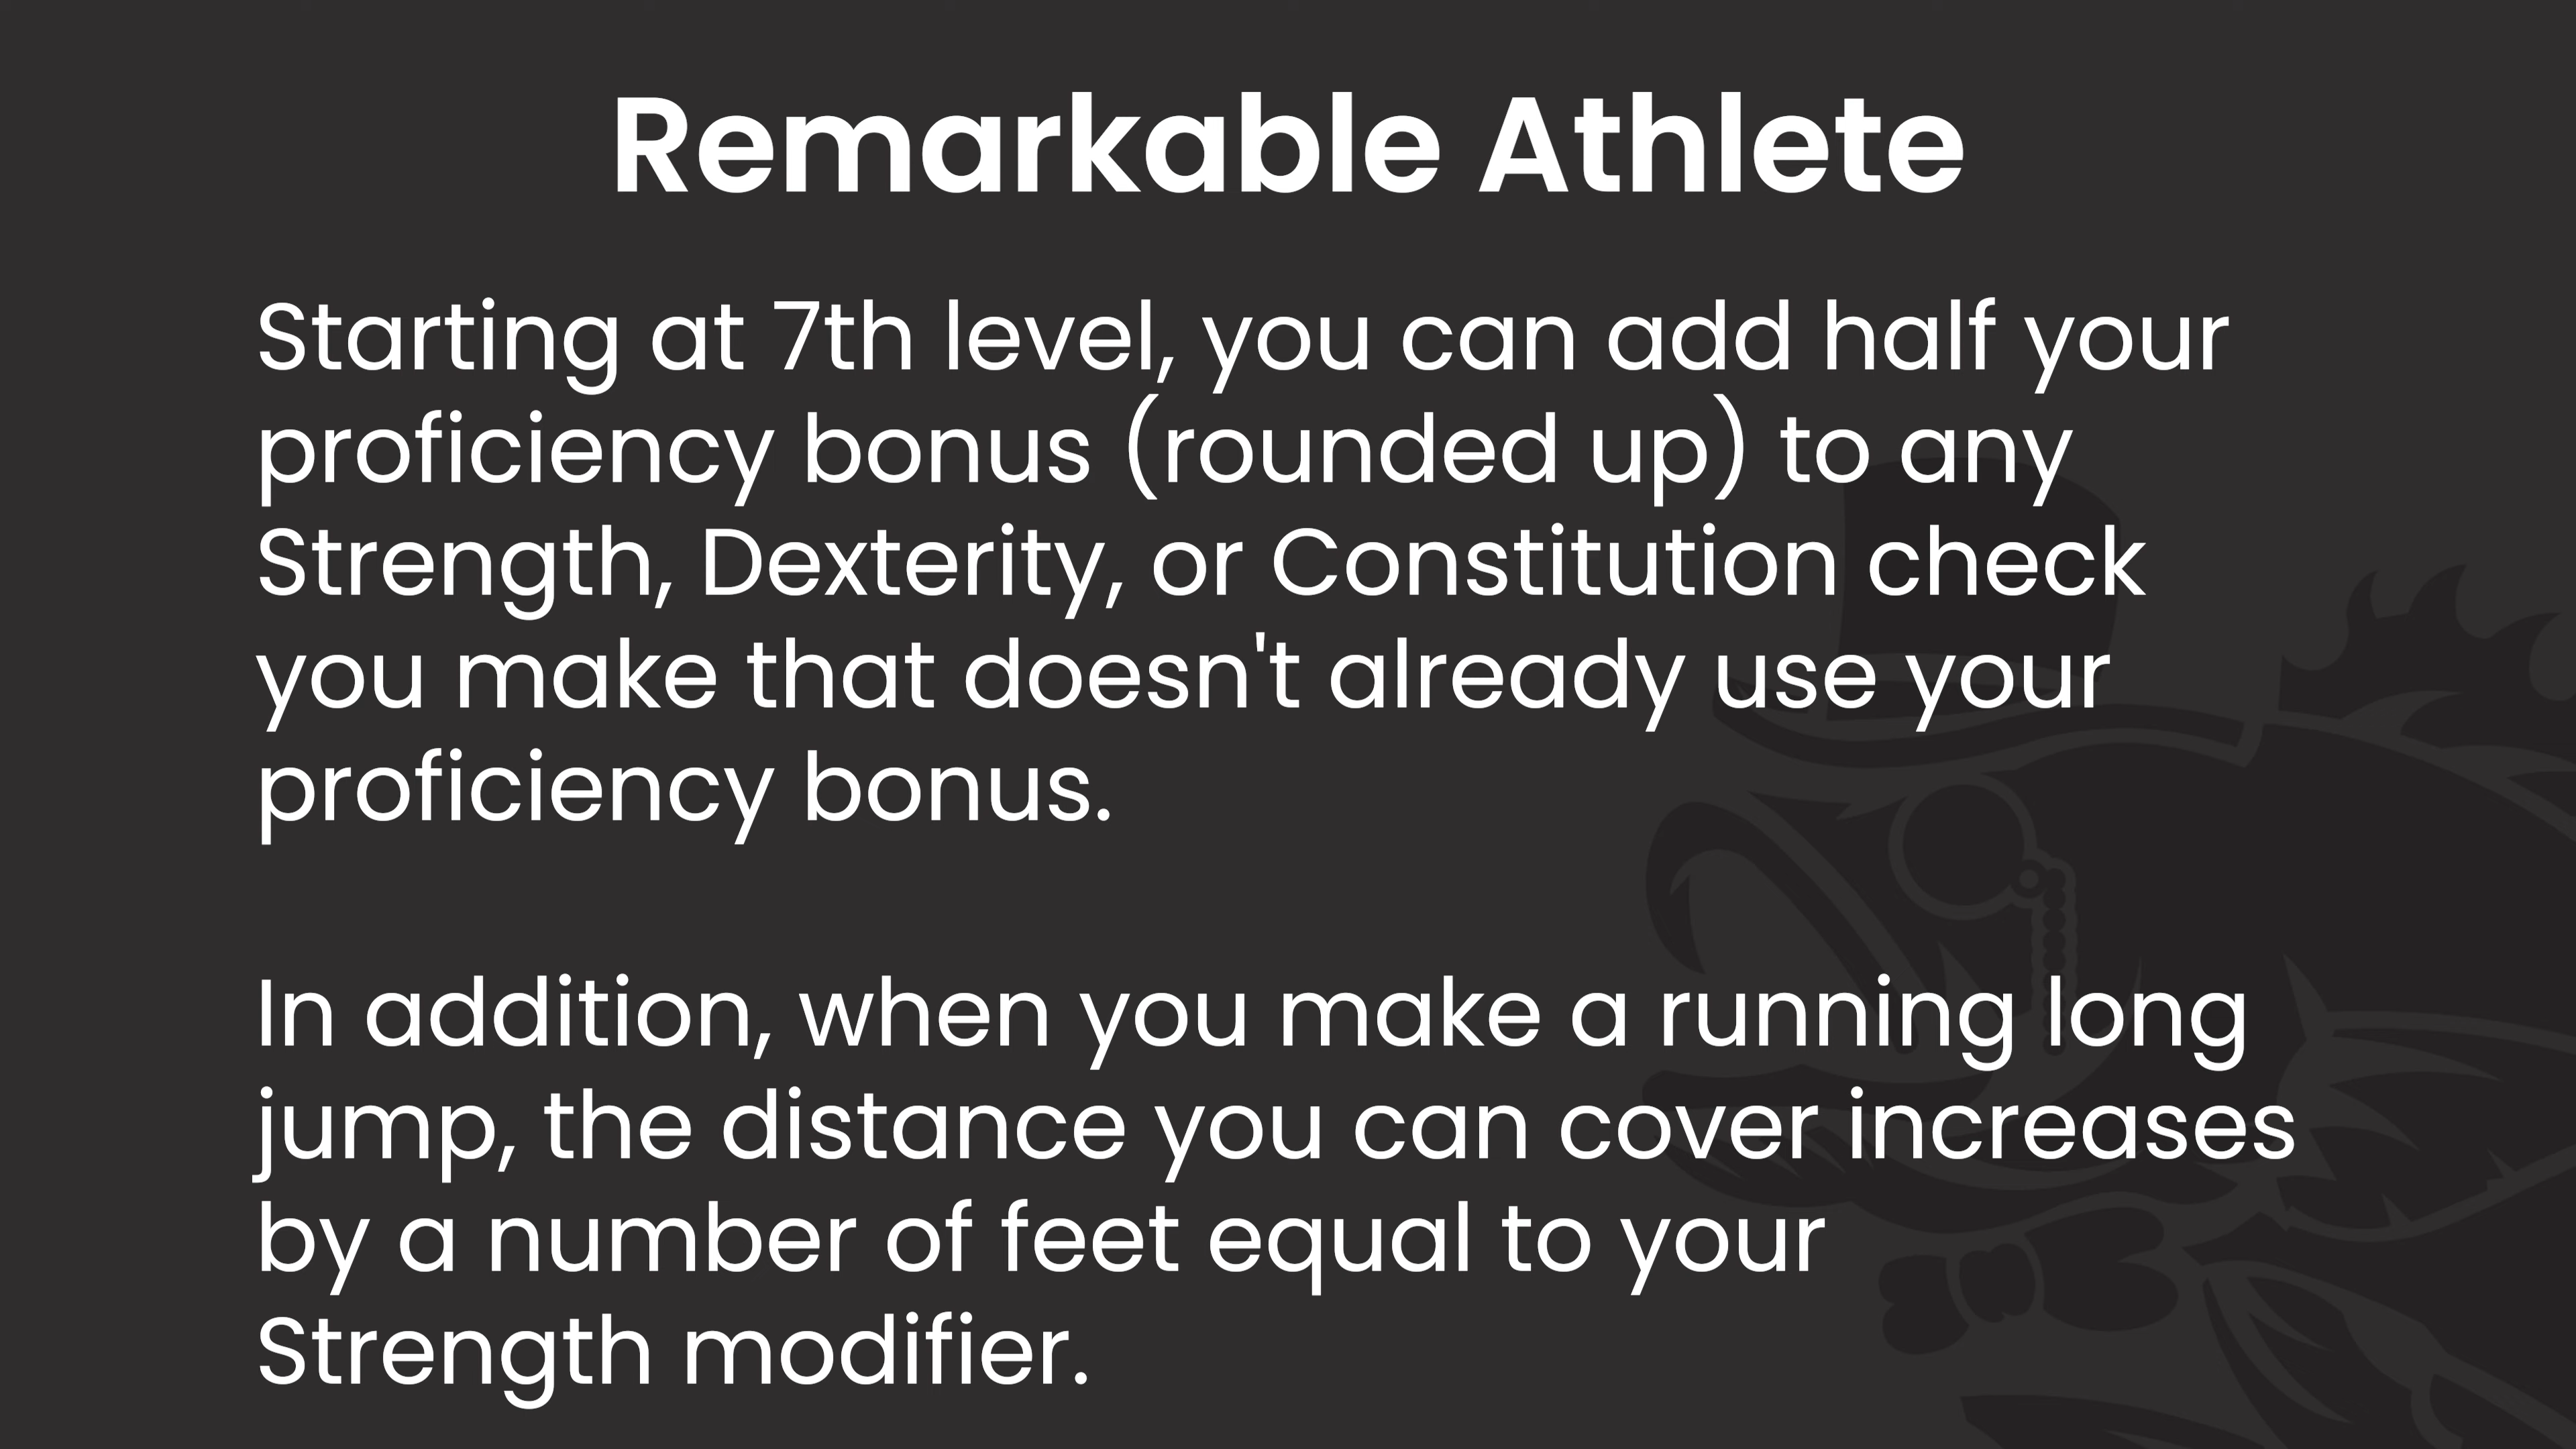 Remarkable Athlete
Starting at 7th level, you can add half your
proficiency bonus (rounded up) to any
Strength, Dexterity, or Constitution check
you make that doesn't already use your
proficiency bonus.
In addition, when you make a running long
jump, the distance you can cover increases
by a number of feet equal to your
Strength modifier.